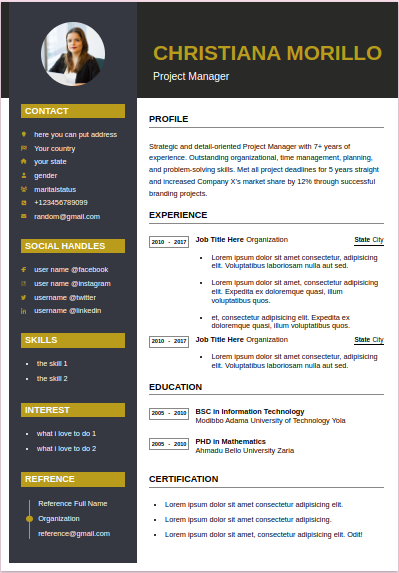 CHRISTIANA MORILLO
Project Manager
CONTACT
here you can put address
Your country
your state
gender
maritalstatus
+123456789099
random@gmail.com
SOCIAL HANDLES
user name @facebook
user name @instagram
username @twitter
username @linkedin
SKILLS
the skill 1
the skill 2
INTEREST
what i love to do 1
what i love to do 2
REFRENCE
Reference Full Name
Organization
reference@gmail.com
PROFILE
Strategic and detail-oriented Project Manager with 7+ years of
experience. Outstanding organizational, time management, planning,
and problem-solving skills. Met all project deadlines for 5 years straight
and increased Company X's market share by 12% through successful
branding projects.
EXPERIENCE
2010 - 2017 Job Title Here Organization State City
Lorem ipsum dolor sit amet consectetur, adipisicing
elit. Voluptatibus laboriosam nulla aut sed.
Lorem ipsum dolor sit amet, consectetur adipisicing
elit. Expedita ex doloremque quasi, illum
voluptatibus quos.
et, consectetur adipisicing elit. Expedita ex
doloremque quasi, illum voluptatibus quos.
2010 - 2017 Job Title Here Organization State City
Lorem ipsum dolor sit amet consectetur, adipisicing
elit. Voluptatibus laboriosam nulla aut sed.
EDUCATION
2005 - 2010 BSC in Information Technology
Modibbo Adama University of Technology Yola
2005 - 2010 PHD in Mathematics
Ahmadu Bello University Zaria
CERTIFICATION
Lorem ipsum dolor sit amet consectetur adipisicing elit.
Lorem ipsum dolor sit amet consectetur adipisicing.
Lorem ipsum dolor sit amet, consectetur adipisicing elit. Odit!